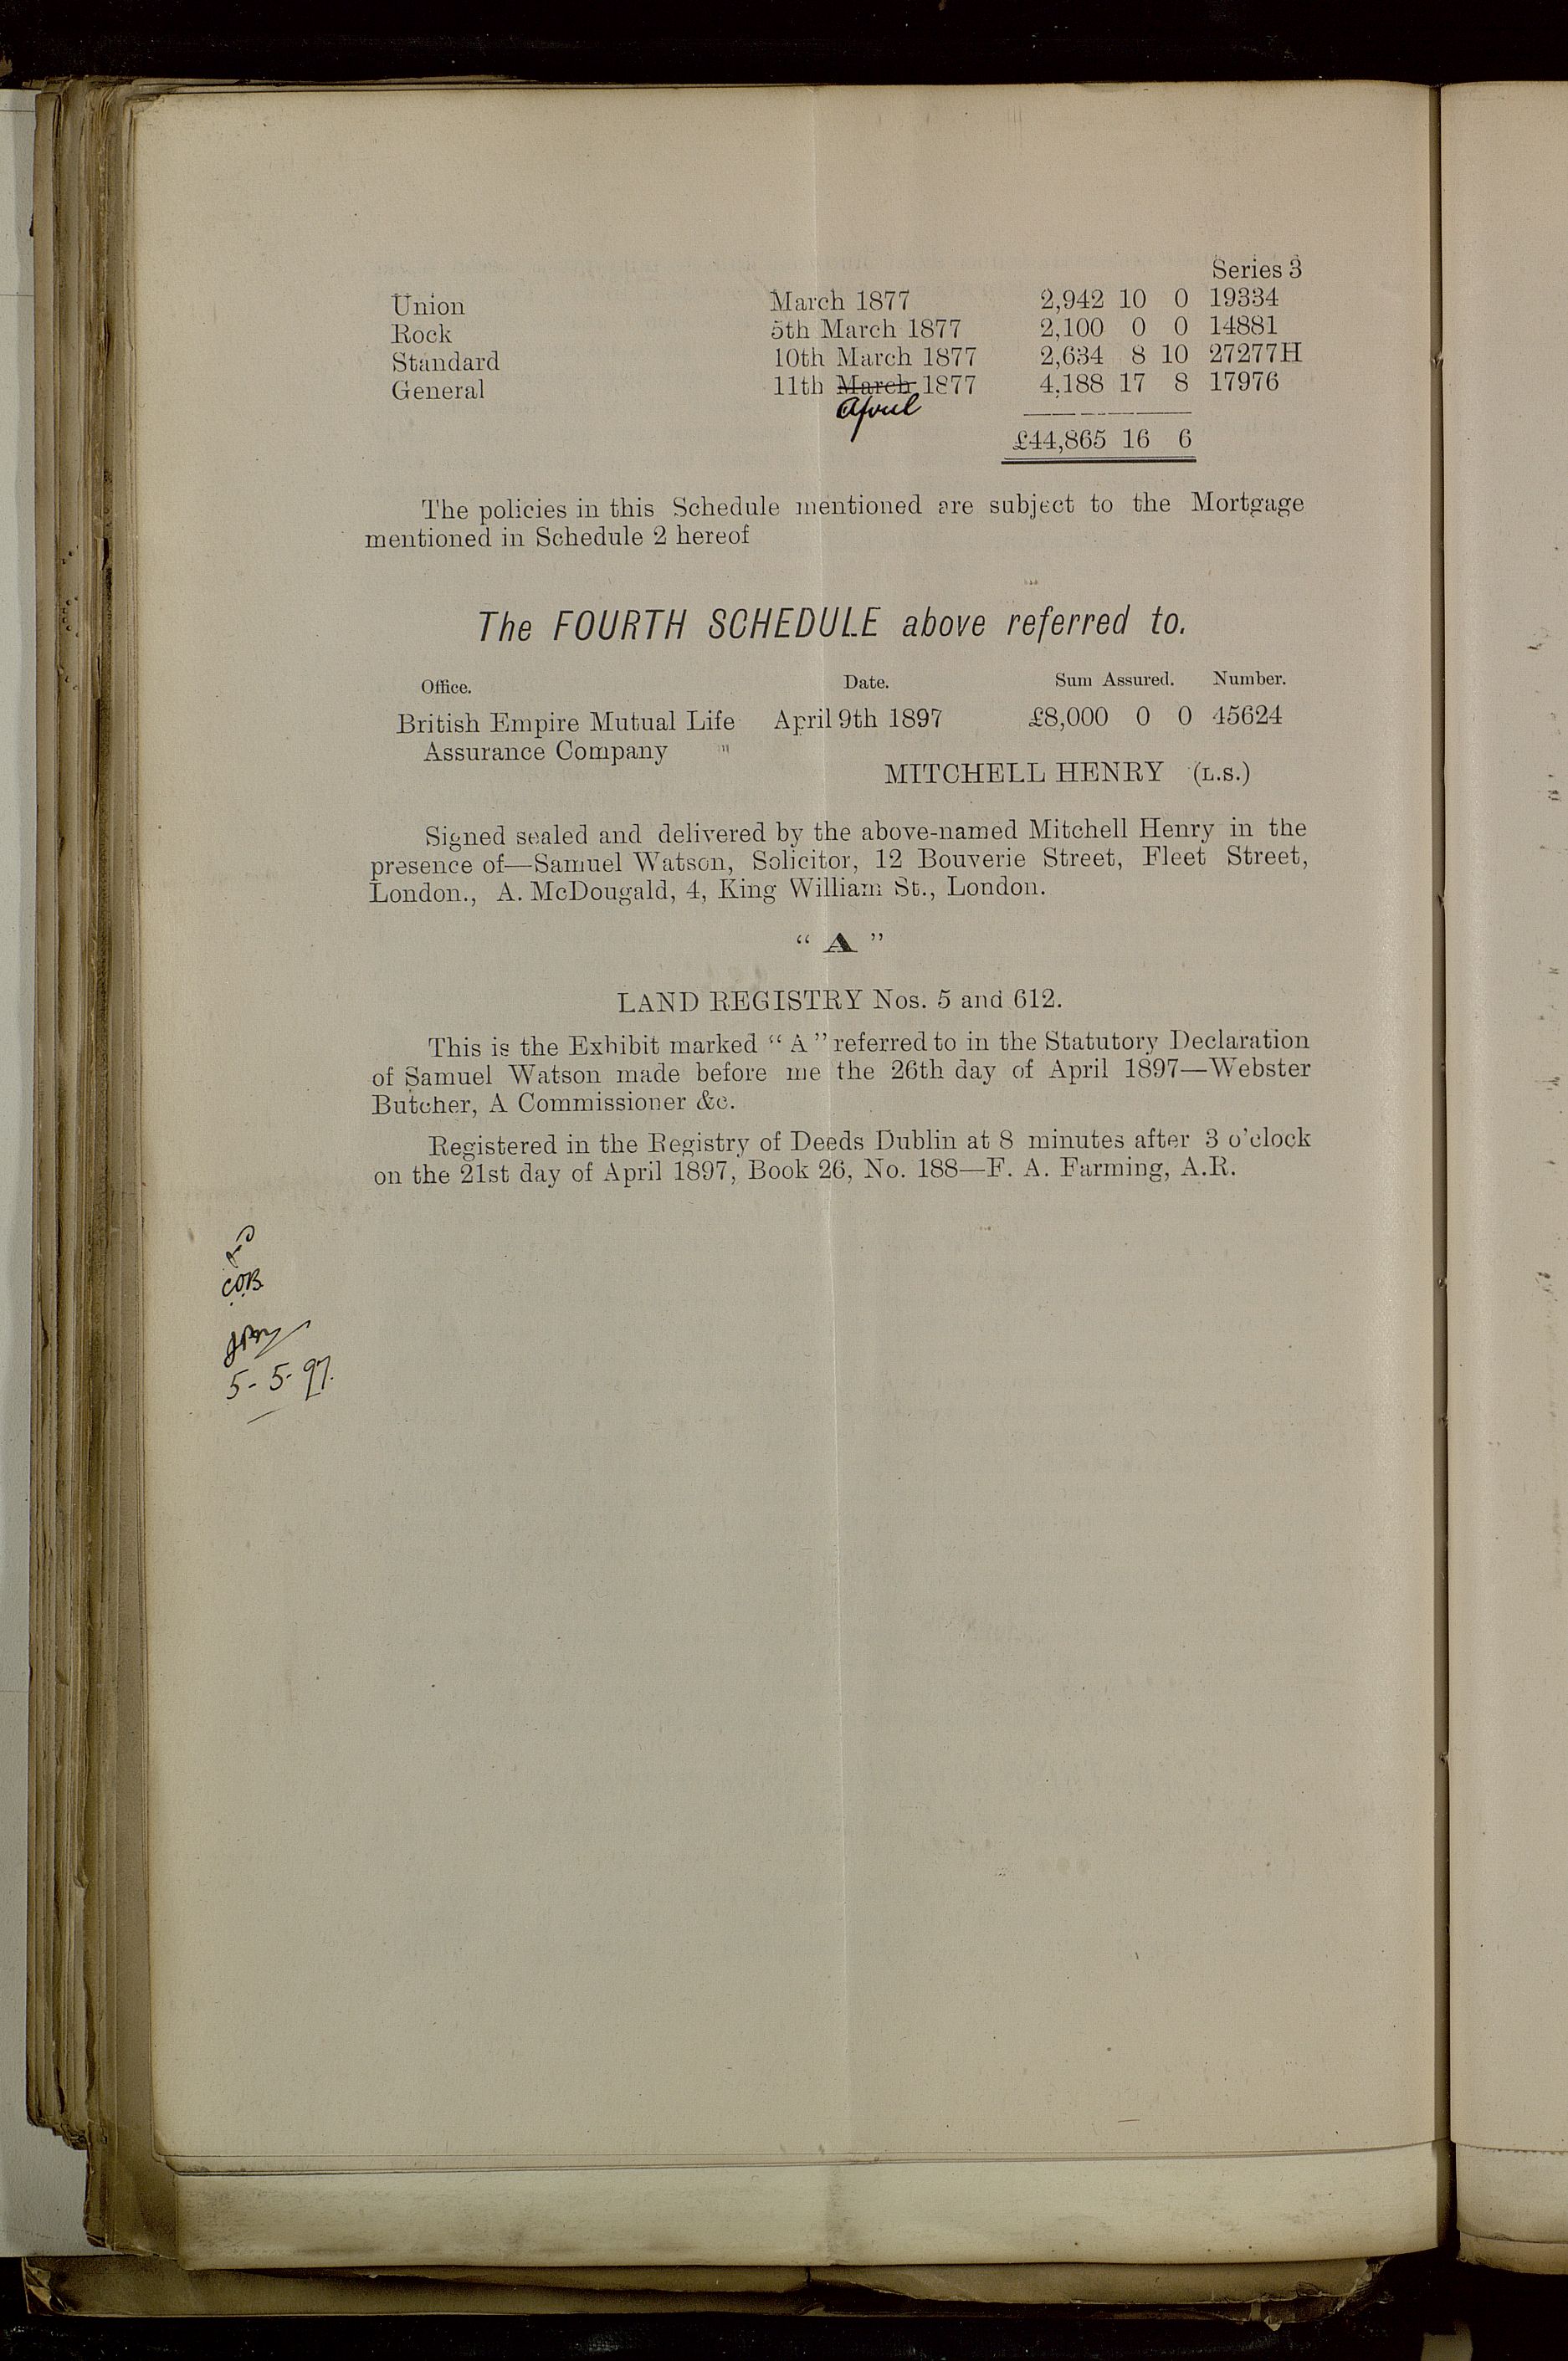 Series 3
Union March 1877 2,942 10 0 19334
Rock 5th March 1877 2,100 0 0 14881
Standard 10th March 1877 2,634 8 10 27277H
General 11th March 1877 4,188 17 8 17976
April
£44,865 16 6
The policies in this Schedule mentioned are subject to the Mortgage
mentioned in Schedule 2 hereof
The FOURTH SCHEDULE above referred to.
Office. Date. Sum Assured. Number.
British Empire Mutual Life April 9th 1897 £8,000 0 0 45624
Assurance Company "
MITCHELL HENRY (L.S.)
Signed sealed and delivered by the above-named Mitchell Henry in the
presence of—Samuel Watson, Solicitor, 12 Bouverie Street, Fleet Street,
London., A. McDougald, 4, King William St., London.
“ A ”
LAND REGISTRY Nos. 5 and 612.
This is the Exhibit marked “ A ” referred to in the Statutory Declaration
of Samuel Watson made before me the 26th day of April 1897—Webster
Butcher, A Commissioner &c.
Registered in the Registry of Deeds Dublin at 8 minutes after 3 o'clock
on the 21st day of April 1897, Book 26, No. 188—F. A. Farming, A.R.
C.O.B.
5-5-97.